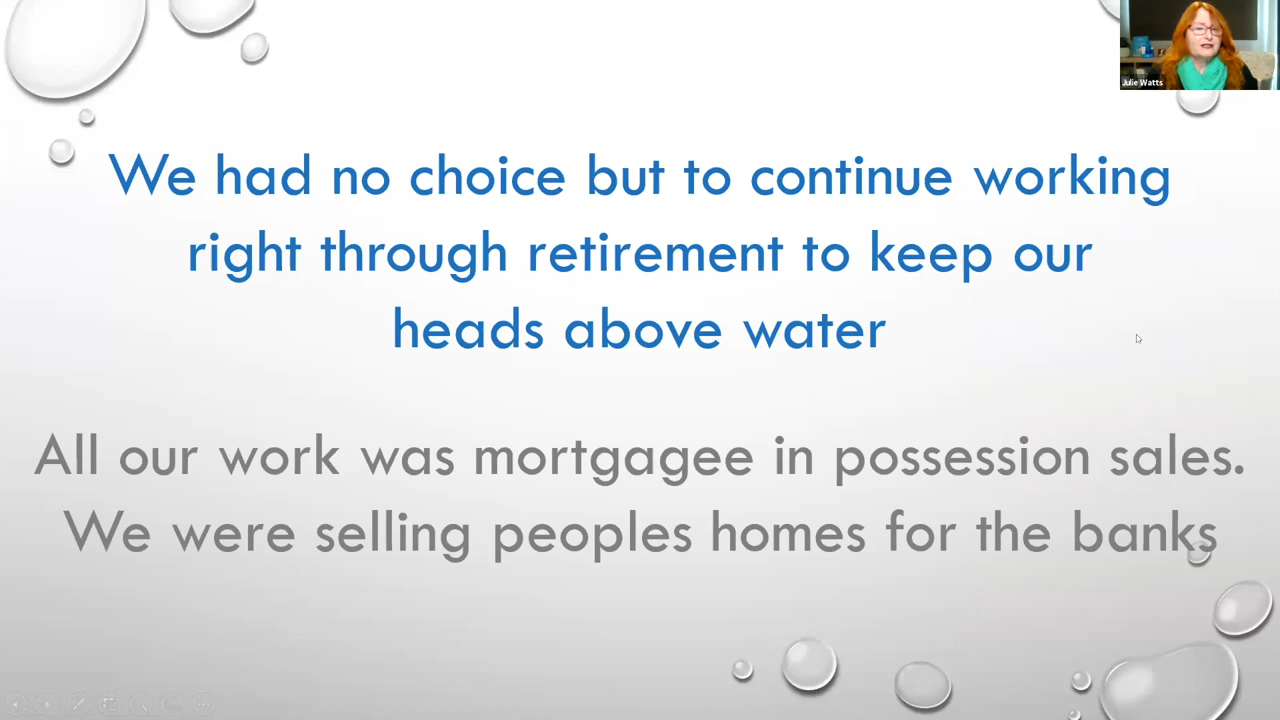 Julie Watts
We had no choice but to continue working
right through retirement to keep our
heads above water
All our work was mortgagee in possession sales.
We were selling peoples homes for the banks